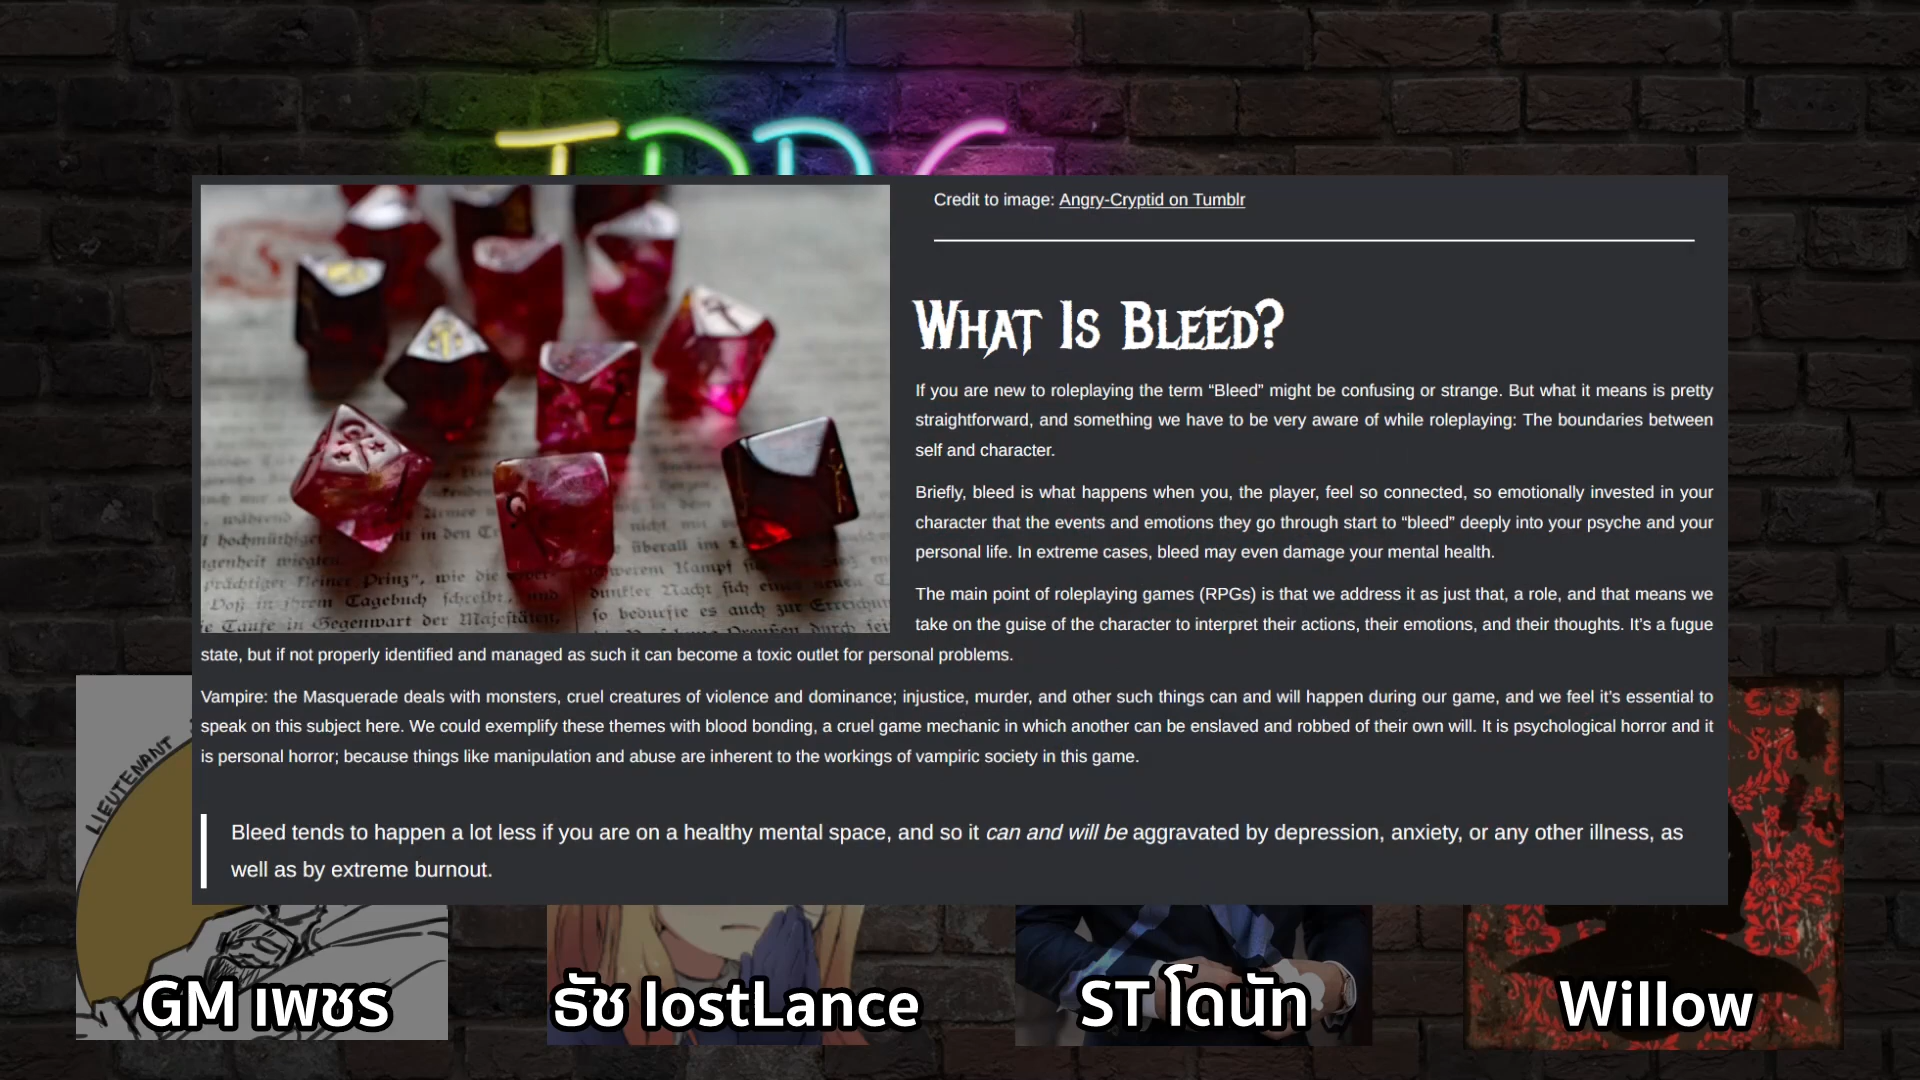 Credit to image: Angry-Cryptid on Tumblr
What Is Bleed?
If you are new to roleplaying the term “Bleed” might be confusing or strange. But what it means is pretty
straightforward, and something we have to be very aware of while roleplaying: The boundaries between
self and character.
Briefly, bleed is what happens when you, the player, feel so connected, so emotionally invested in your
character that the events and emotions they go through start to “bleed” deeply into your psyche and your
personal life. In extreme cases, bleed may even damage your mental health.
The main point of roleplaying games (RPGs) is that we address it as just that, a role, and that means we
take on the guise of the character to interpret their actions, their emotions, and their thoughts. It’s a fugue
state, but if not properly identified and managed as such it can become a toxic outlet for personal problems.
Vampire: the Masquerade deals with monsters, cruel creatures of violence and dominance; injustice, murder, and other such things can and will happen during our game, and we feel it’s essential to
speak on this subject here. We could exemplify these themes with blood bonding, a cruel game mechanic in which another can be enslaved and robbed of their own will. It is psychological horror and it
is personal horror; because things like manipulation and abuse are inherent to the workings of vampiric society in this game.
Bleed tends to happen a lot less if you are on a healthy mental space, and so it can and will be aggravated by depression, anxiety, or any other illness, as
well as by extreme burnout.
LIEUTENANT
GM เพชร
ธัช lostLance
ST โดนัท
Willow